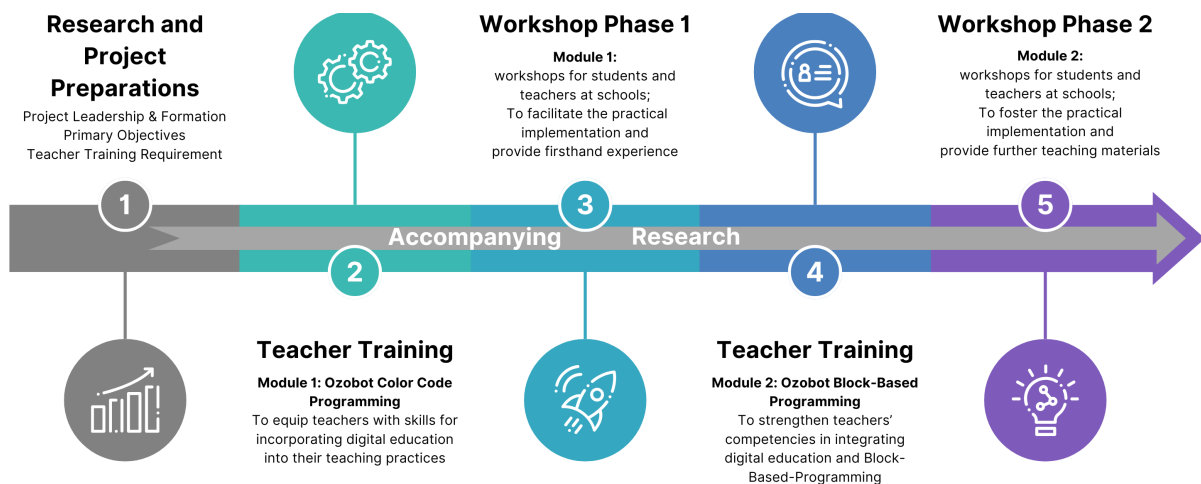 Research and
Project
Preparations
Project Leadership & Formation
Primary Objectives
Teacher Training Requirement
Workshop Phase 1
Module 1:
workshops for students and
teachers at schools;
To facilitate the practical
implementation and
provide firsthand experience
Workshop Phase 2
Module 2:
workshops for students and
teachers at schools;
To foster the practical
implementation and
provide further teaching materials
1
3
5
Accompanying Research
2
4
Teacher Training
Module 1: Ozobot Color Code
Programming
To equip teachers with skills for
incorporating digital education
into their teaching practices
Teacher Training
Module 2: Ozobot Block-Based
Programming
To strengthen teachers’
competencies in integrating
digital education and Block-
Based-Programming